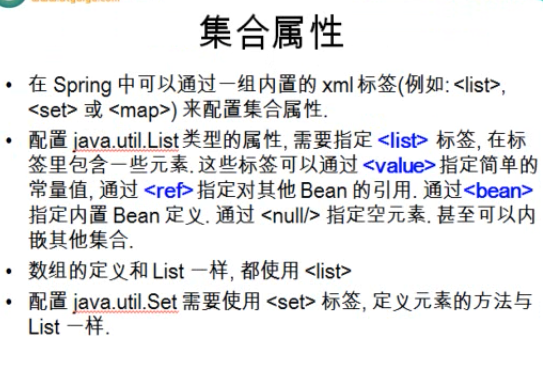 集合属性
• 在 Spring 中可以通过一组内置的 xml 标签(例如: <list>,
<set> 或 <map>) 来配置集合属性.
• 配置 java.util.List 类型的属性, 需要指定 <list> 标签, 在标
签里包含一些元素. 这些标签可以通过 <value> 指定简单的
常量值, 通过 <ref> 指定对其他 Bean 的引用. 通过<bean>
指定内置 Bean 定义. 通过 <null/> 指定空元素. 甚至可以内
嵌其他集合.
• 数组的定义和 List 一样, 都使用 <list>
• 配置 java.util.Set 需要使用 <set> 标签, 定义元素的方法与
List 一样.